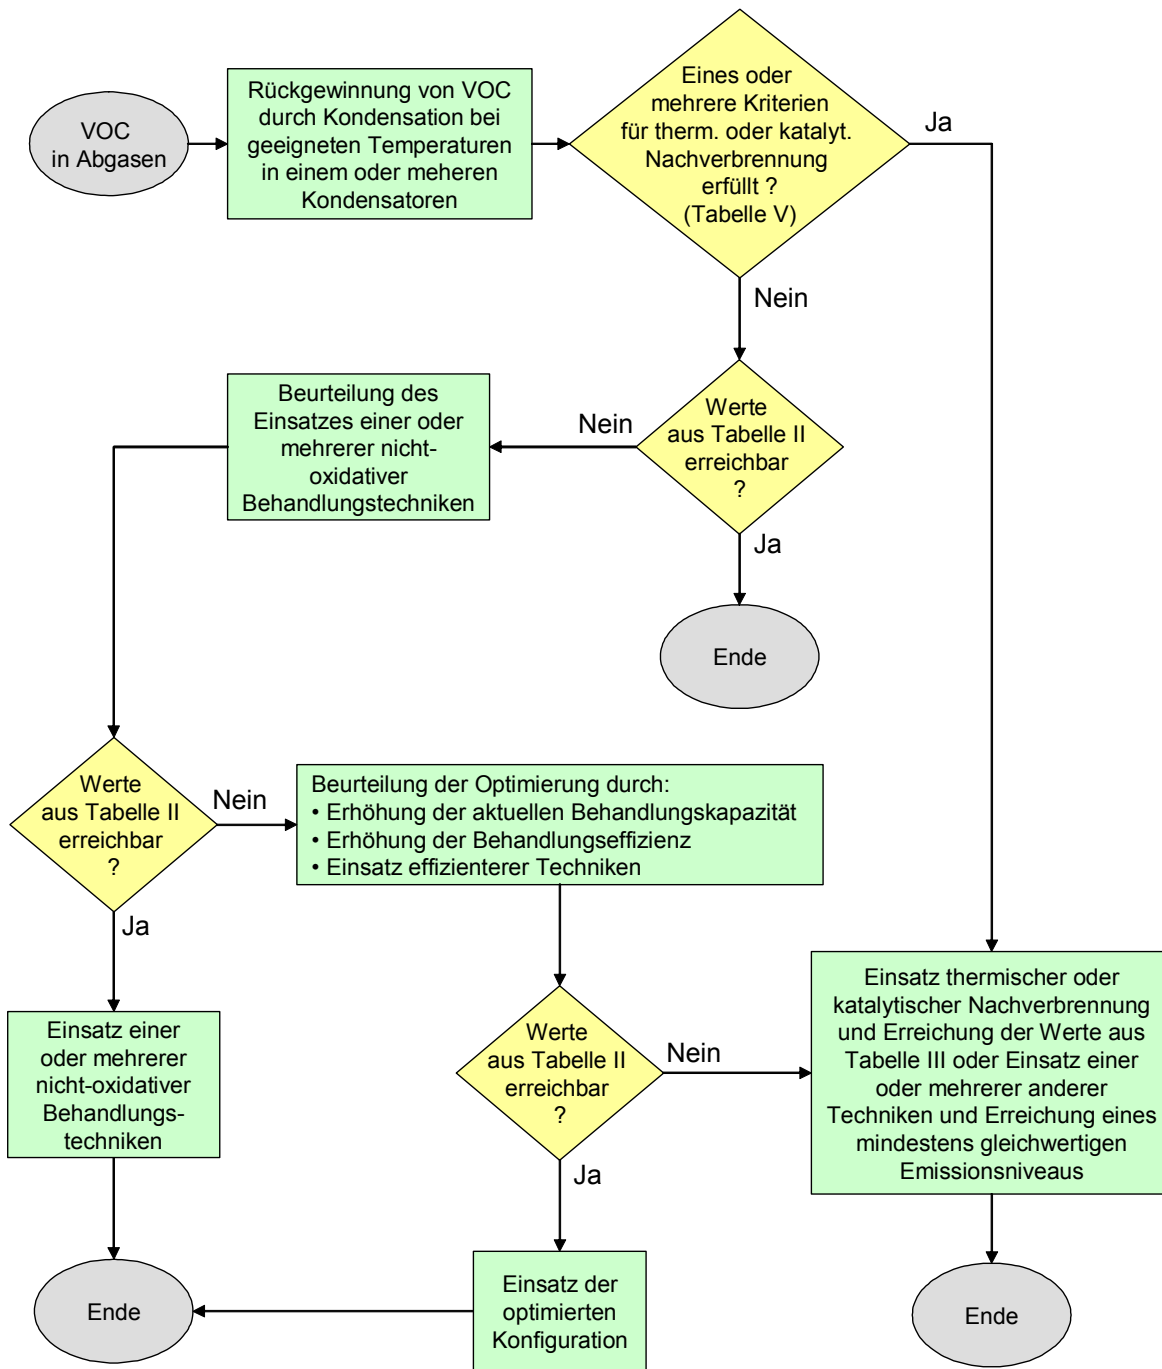 VOC
in Abgasen
Rückgewinnung von VOC
durch Kondensation bei
geeigneten Temperaturen
in einem oder meheren
Kondensatoren
Eines oder
mehrere Kriterien
für therm. oder katalyt.
Nachverbrennung
erfüllt ?
(Tabelle V)
Ja
Nein
Werte
aus Tabelle II
erreichbar
?
Nein
Beurteilung des
Einsatzes einer oder
mehrerer nicht-
oxidativer
Behandlungstechniken
Ja
Ende
Werte
aus Tabelle II
erreichbar
?
Nein
Beurteilung der Optimierung durch:
• Erhöhung der aktuellen Behandlungskapazität
• Erhöhung der Behandlungseffizienz
• Einsatz effizienterer Techniken
Ja
Einsatz einer
oder mehrerer
nicht-oxidativer
Behandlungs-
techniken
Werte
aus Tabelle II
erreichbar
?
Nein
Einsatz thermischer oder
katalytischer Nachverbrennung
und Erreichung der Werte aus
Tabelle III oder Einsatz einer
oder mehrerer anderer
Techniken und Erreichung eines
mindestens gleichwertigen
Emissionsniveaus
Ja
Ende
Einsatz der
optimierten
Konfiguration
Ende